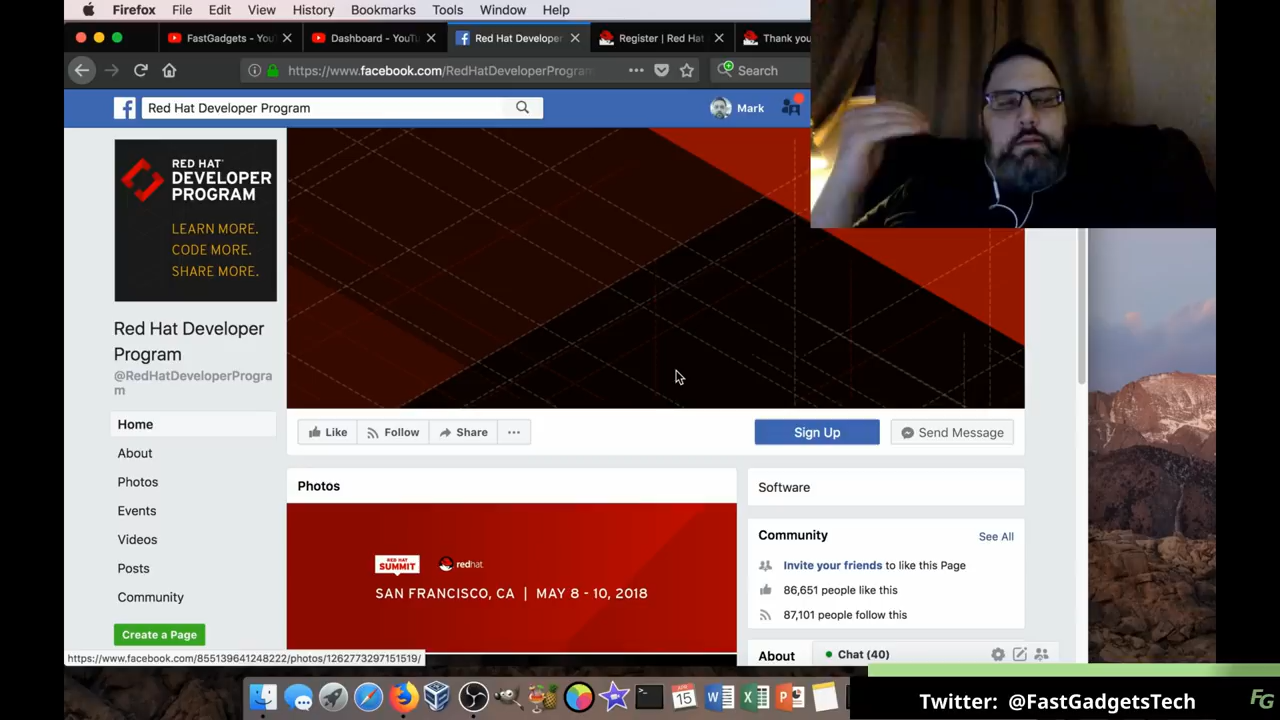 Firefox File Edit View History Bookmarks Tools Window Help
FastGadgets - You
Dashboard - YouTu
Red Hat Developer
Register | Red Hat
Thank you
https://www.facebook.com/RedHatDeveloperProgram
Search
Red Hat Developer Program
Mark
RED HAT
DEVELOPER
PROGRAM
LEARN MORE.
CODE MORE.
SHARE MORE.
Red Hat Developer
Program
@RedHatDeveloperProgra
m
Home
About
Photos
Events
Videos
Posts
Community
Create a Page
Like Follow Share ...
Sign Up
Send Message
Photos
RED HAT
SUMMIT
redhat
SAN FRANCISCO, CA | MAY 8 - 10, 2018
Software
Community
See All
Invite your friends to like this Page
86,651 people like this
87,101 people follow this
About
Chat (40)
https://www.facebook.com/855139641248222/photos/1262773297151519/
APR
15
Twitter: @FastGadgetsTech
FG